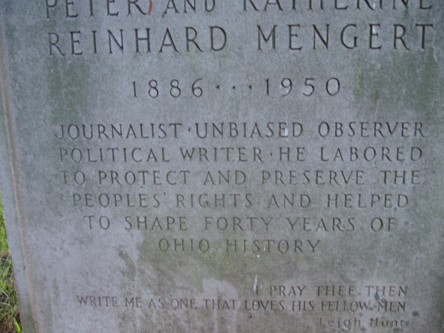 PETER AND KATHERINE
REINHARD MENGERT
1886 ··· 1950
JOURNALIST · UNBIASED OBSERVER
POLITICAL WRITER · HE LABORED
TO PROTECT AND PRESERVE THE
PEOPLES' RIGHTS AND HELPED
TO SHAPE FORTY YEARS OF
OHIO HISTORY
I PRAY THEE THEN
WRITE ME AS ONE THAT LOVES HIS FELLOW-MEN
Leigh Hunt